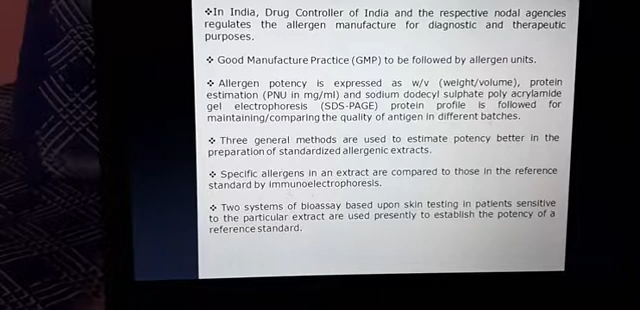 ❖In India, Drug Controller of India and the respective nodal agencies
regulates the allergen manufacture for diagnostic and therapeutic
purposes.
❖ Good Manufacture Practice (GMP) to be followed by allergen units.
❖ Allergen potency is expressed as w/v (weight/volume), protein
estimation (PNU in mg/ml) and sodium dodecyl sulphate poly acrylamide
gel electrophoresis (SDS-PAGE) protein profile is followed for
maintaining/comparing the quality of antigen in different batches.
❖ Three general methods are used to estimate potency better in the
preparation of standardized allergenic extracts.
❖ Specific allergens in an extract are compared to those in the reference
standard by immunoelectrophoresis.
❖ Two systems of bioassay based upon skin testing in patients sensitive
to the particular extract are used presently to establish the potency of a
reference standard.